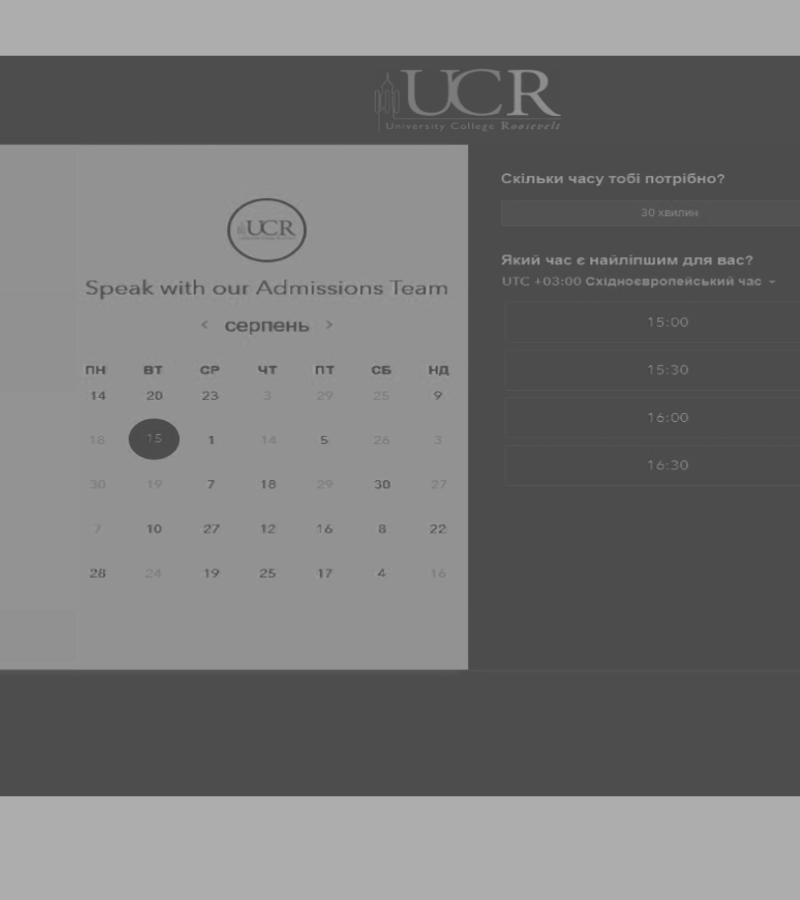 UCR
University College Roosevelt
UCR
Speak with our Admissions Team
‹ серпень ›
ПН ВТ СР ЧТ ПТ СБ НД
14 20 23 3 29 25 9
18 15 1 14 5 26 3
30 19 7 18 29 30 27
7 10 27 12 16 8 22
28 24 19 25 17 4 16
Скільки часу тобі потрібно?
30 хвилин
Який час є найліпшим для вас?
UTC +03:00 Східноєвропейський час
15:00
15:30
16:00
16:30